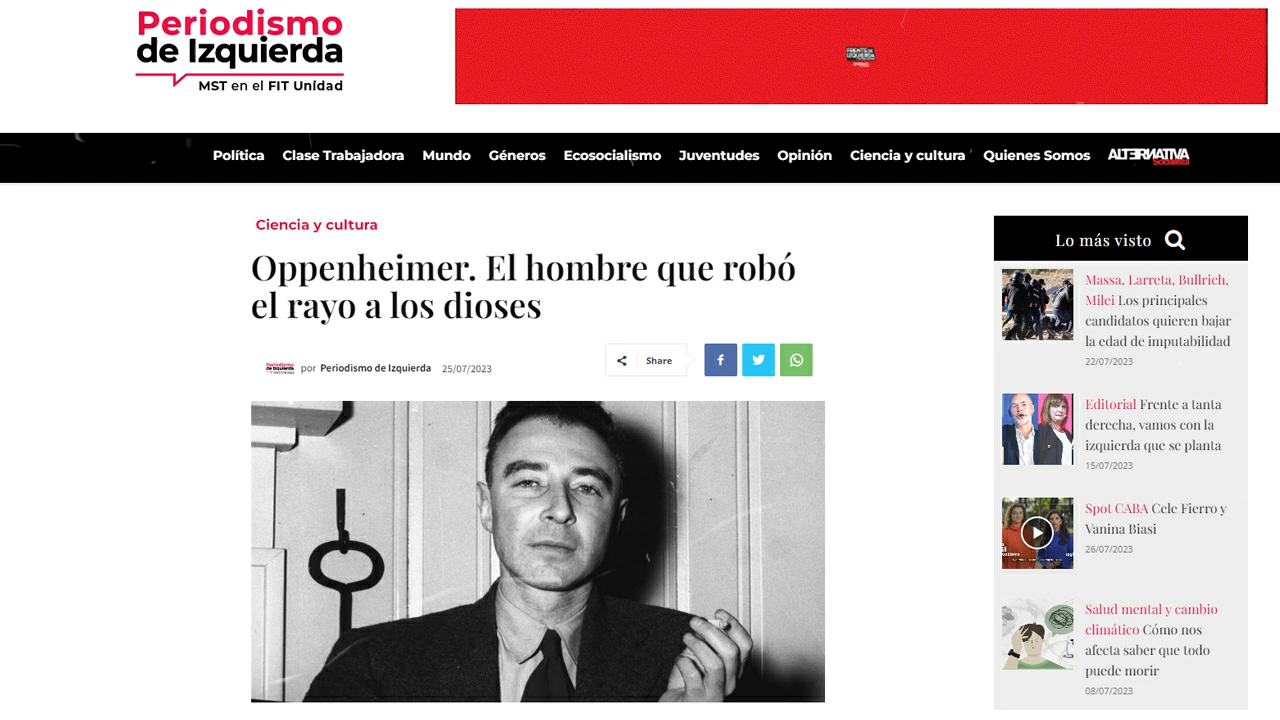 Periodismo
de Izquierda
MST en el FIT Unidad
FRENTE DE
IZQUIERDA
Política Clase Trabajadora Mundo Géneros Ecosocialismo Juventudes Opinión Ciencia y cultura Quienes Somos ALTERNATIVA
Socialista
Ciencia y cultura
Oppenheimer. El hombre que robó
el rayo a los dioses
por Periodismo de Izquierda 25/07/2023
Share
Lo más visto
Massa, Larreta, Bullrich,
Milei Los principales
candidatos quieren bajar
la edad de imputabilidad
22/07/2023
Editorial Frente a tanta
derecha, vamos con la
izquierda que se planta
15/07/2023
Spot CABA Cele Fierro y
Vanina Biasi
26/07/2023
Salud mental y cambio
climático Cómo nos
afecta saber que todo
puede morir
08/07/2023